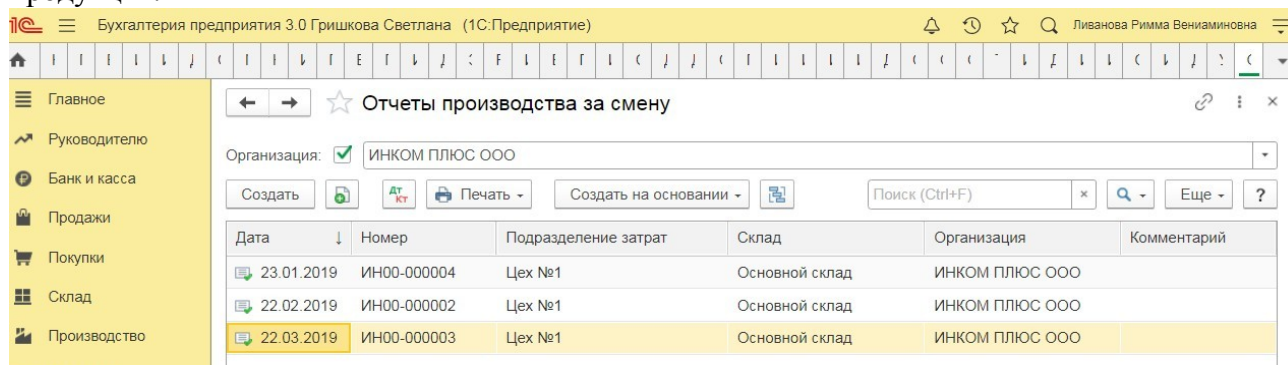 1С Бухгалтерия предприятия 3.0 Гришкова Светлана (1С:Предприятие) Ливанова Римма Вениаминовна
Главное
Руководителю
Банк и касса
Продажи
Покупки
Склад
Производство
Отчеты производства за смену
Организация: ИНКОМ ПЛЮС ООО
Создать Дт Кт Печать Создать на основании Поиск (Ctrl+F) × Еще ?
Дата ↓ Номер Подразделение затрат Склад Организация Комментарий
23.01.2019 ИН00-000004 Цех №1 Основной склад ИНКОМ ПЛЮС ООО
22.02.2019 ИН00-000002 Цех №1 Основной склад ИНКОМ ПЛЮС ООО
22.03.2019 ИН00-000003 Цех №1 Основной склад ИНКОМ ПЛЮС ООО